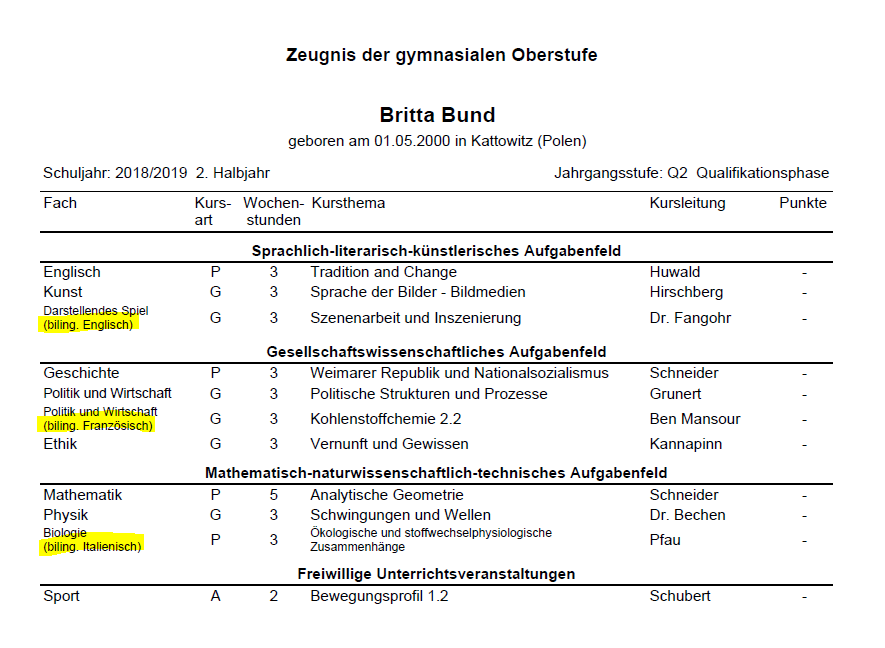 Zeugnis der gymnasialen Oberstufe
Britta Bund
geboren am 01.05.2000 in Kattowitz (Polen)
Schuljahr: 2018/2019 2. Halbjahr Jahrgangsstufe: Q2 Qualifikationsphase
Fach Kurs- Wochen- Kursthema Kursleitung Punkte
art stunden
Sprachlich-literarisch-künstlerisches Aufgabenfeld
Englisch P 3 Tradition and Change Huwald -
Kunst G 3 Sprache der Bilder - Bildmedien Hirschberg -
Darstellendes Spiel
(biling. Englisch) G 3 Szenenarbeit und Inszenierung Dr. Fangohr -
Gesellschaftswissenschaftliches Aufgabenfeld
Geschichte P 3 Weimarer Republik und Nationalsozialismus Schneider -
Politik und Wirtschaft G 3 Politische Strukturen und Prozesse Grunert -
Politik und Wirtschaft
(biling. Französisch) G 3 Kohlenstoffchemie 2.2 Ben Mansour -
Ethik G 3 Vernunft und Gewissen Kannapinn -
Mathematisch-naturwissenschaftlich-technisches Aufgabenfeld
Mathematik P 5 Analytische Geometrie Schneider -
Physik G 3 Schwingungen und Wellen Dr. Bechen -
Biologie Ökologische und stoffwechselphysiologische
(biling. Italienisch) P 3 Zusammenhänge Pfau -
Freiwillige Unterrichtsveranstaltungen
Sport A 2 Bewegungsprofil 1.2 Schubert -